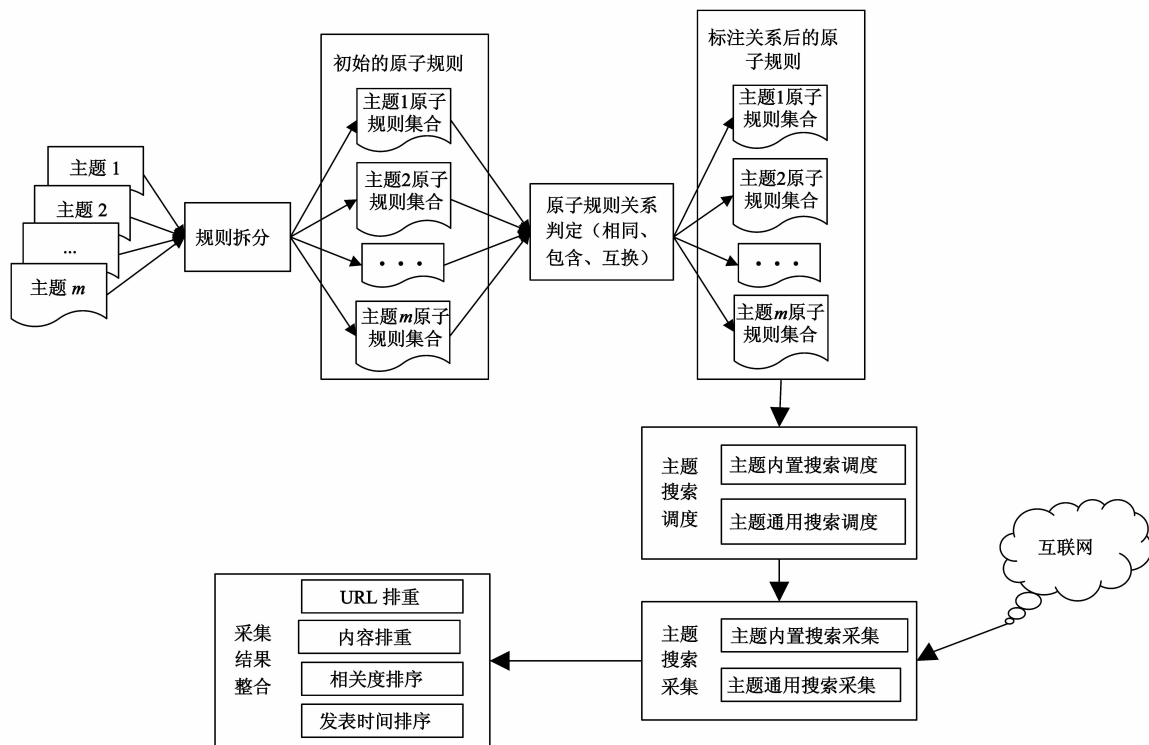 主题 1
主题 2
...
主题 m
规则拆分
初始的原子规则
主题1原子
规则集合
主题2原子
规则集合
· · ·
主题m原子
规则集合
原子规则关系
判定（相同、
包含、互换）
标注关系后的原
子规则
主题1原子
规则集合
主题2原子
规则集合
· · ·
主题m原子
规则集合
主题
搜索
调度
主题内置搜索调度
主题通用搜索调度
互联网
主题
搜索
采集
主题内置搜索采集
主题通用搜索采集
采集
结果
整合
URL 排重
内容排重
相关度排序
发表时间排序